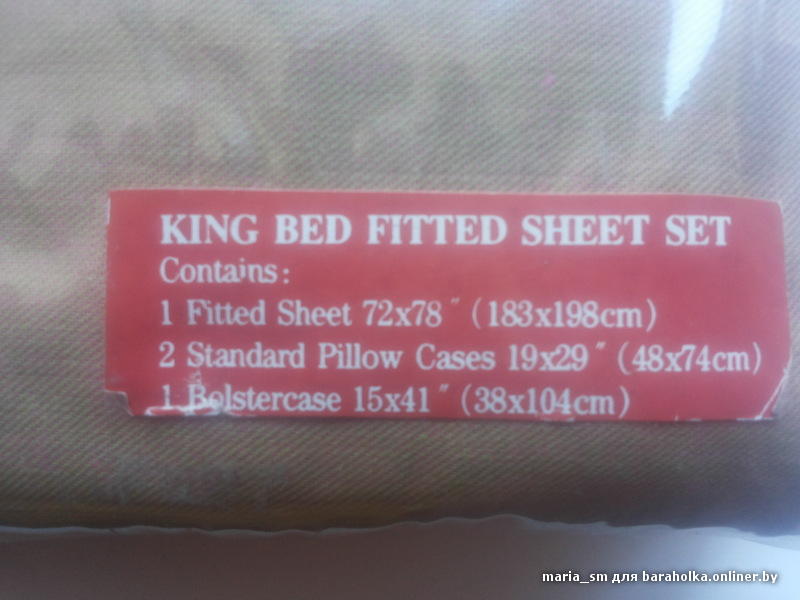 KING BED FITTED SHEET SET
Contains:
1 Fitted Sheet 72x78" (183x198cm)
2 Standard Pillow Cases 19x29" (48x74cm)
1 Bolstercase 15x41" (38x104cm)
maria_sm для baraholka.onliner.by